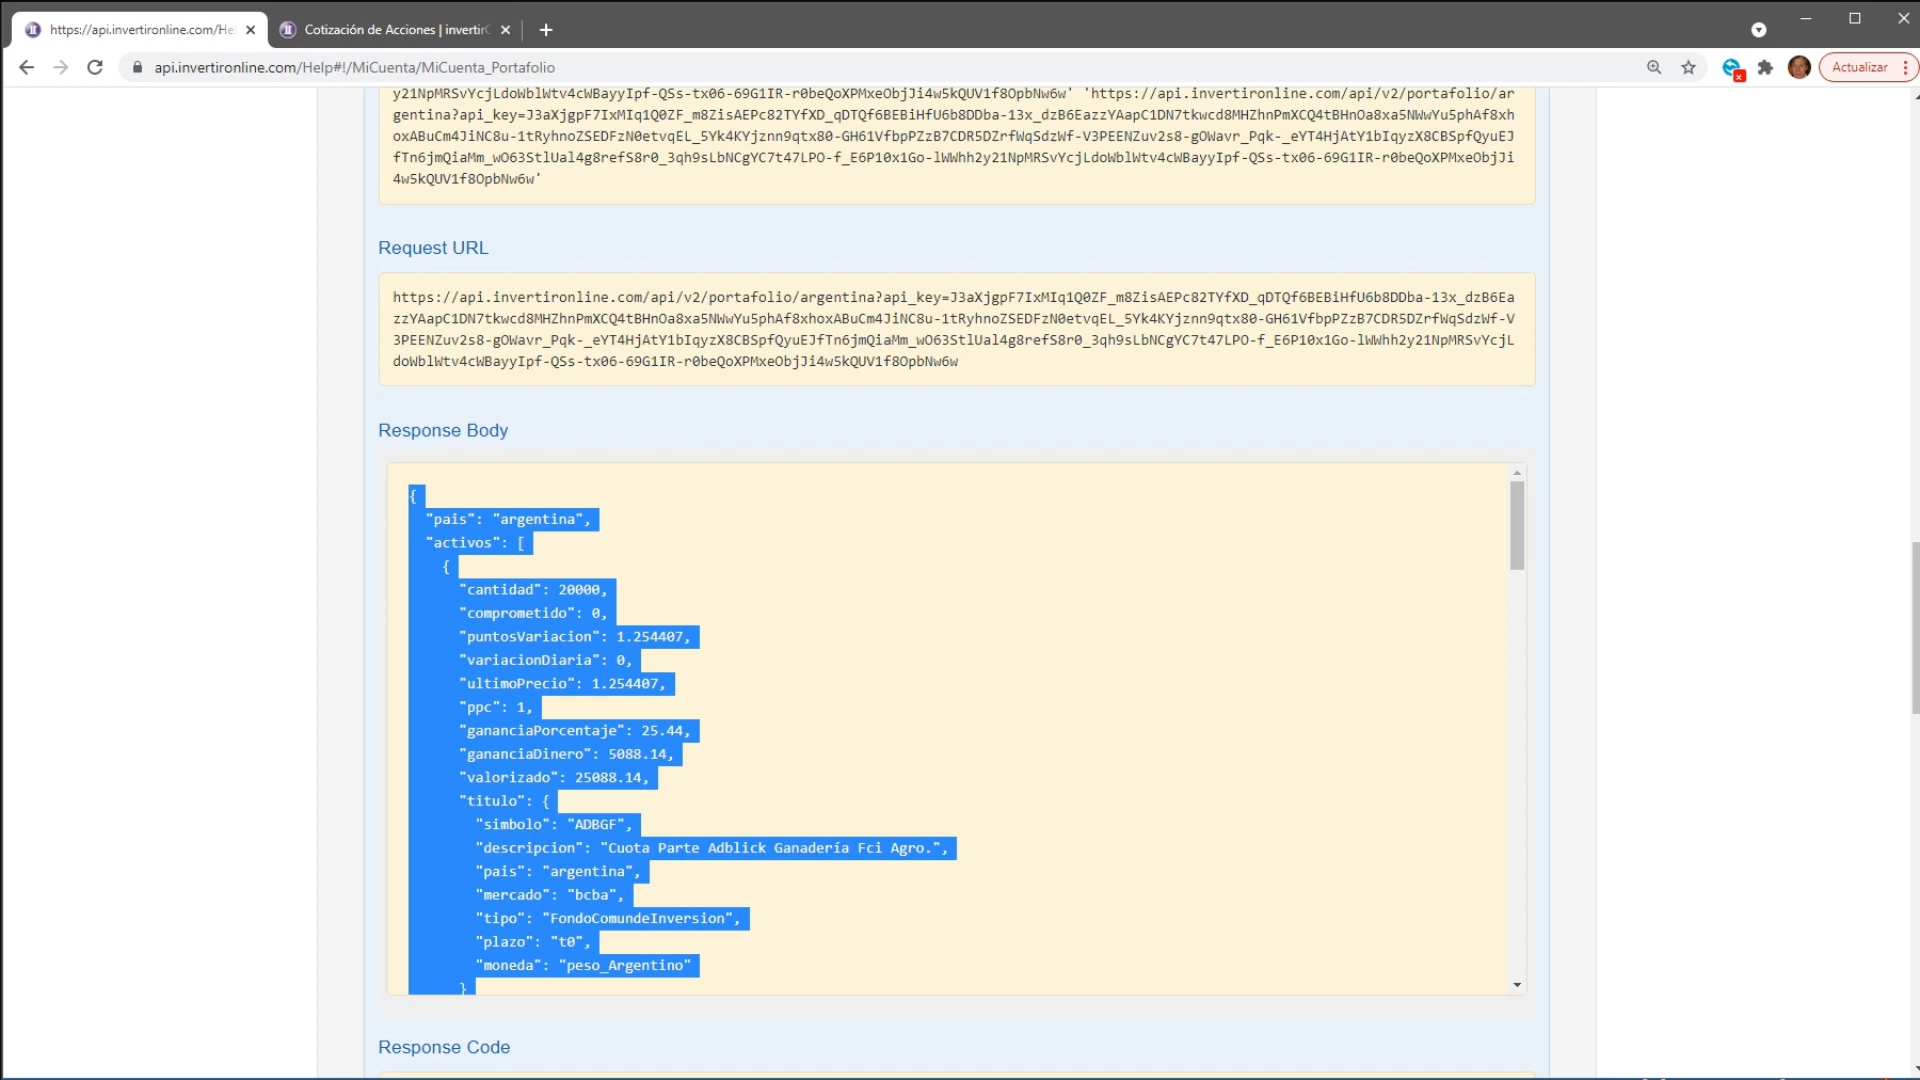 https://api.invertironline.com/He
Cotización de Acciones | invertirO
api.invertironline.com/Help#!/MiCuenta/MiCuenta_Portafolio
Actualizar
y21NpMRSvYcjLdoWblWtv4cWBayyIpf-QSs-tx06-69G1IR-r0beQoXPMxeObjJi4w5kQUV1f8OpbNw6w' 'https://api.invertironline.com/api/v2/portafolio/ar
gentina?api_key=J3aXjgpF7IxMIq1Q0ZF_m8ZisAEPc82TYfXD_qDTQf6BEBiHfU6b8DDba-13x_dzB6EazzYAapC1DN7tkwcd8MHZhnPmXCQ4tBHnOa8xa5NWwYu5phAf8xh
oxABuCm4JiNC8u-1tRyhnoZSEDFzN0etvqEL_5Yk4KYjznn9qtx80-GH61VfbpPZzB7CDR5DZrfWqSdzWf-V3PEENZuv2s8-gOWavr_Pqk-_eYT4HjAtY1bIqyzX8CBSpfQyuEJ
fTn6jmQiaMm_wO63StlUal4g8refS8r0_3qh9sLbNCgYC7t47LPO-f_E6P10x1Go-lWWhh2y21NpMRSvYcjLdoWblWtv4cWBayyIpf-QSs-tx06-69G1IR-r0beQoXPMxeObjJi
4w5kQUV1f8OpbNw6w'
Request URL
https://api.invertironline.com/api/v2/portafolio/argentina?api_key=J3aXjgpF7IxMIq1Q0ZF_m8ZisAEPc82TYfXD_qDTQf6BEBiHfU6b8DDba-13x_dzB6Ea
zzYAapC1DN7tkwcd8MHZhnPmXCQ4tBHnOa8xa5NWwYu5phAf8xhoxABuCm4JiNC8u-1tRyhnoZSEDFzN0etvqEL_5Yk4KYjznn9qtx80-GH61VfbpPZzB7CDR5DZrfWqSdzWf-V
3PEENZuv2s8-gOWavr_Pqk-_eYT4HjAtY1bIqyzX8CBSpfQyuEJfTn6jmQiaMm_wO63StlUal4g8refS8r0_3qh9sLbNCgYC7t47LPO-f_E6P10x1Go-lWWhh2y21NpMRSvYcjL
doWblWtv4cWBayyIpf-QSs-tx06-69G1IR-r0beQoXPMxeObjJi4w5kQUV1f8OpbNw6w
Response Body
{
"pais": "argentina",
"activos": [
{
"cantidad": 20000,
"comprometido": 0,
"puntosVariacion": 1.254407,
"variacionDiaria": 0,
"ultimoPrecio": 1.254407,
"ppc": 1,
"gananciaPorcentaje": 25.44,
"gananciaDinero": 5088.14,
"valorizado": 25088.14,
"titulo": {
"simbolo": "ADBGF",
"descripcion": "Cuota Parte Adblick Ganadería Fci Agro.",
"pais": "argentina",
"mercado": "bcba",
"tipo": "FondoComundeInversion",
"plazo": "t0",
"moneda": "peso_Argentino"
}
Response Code